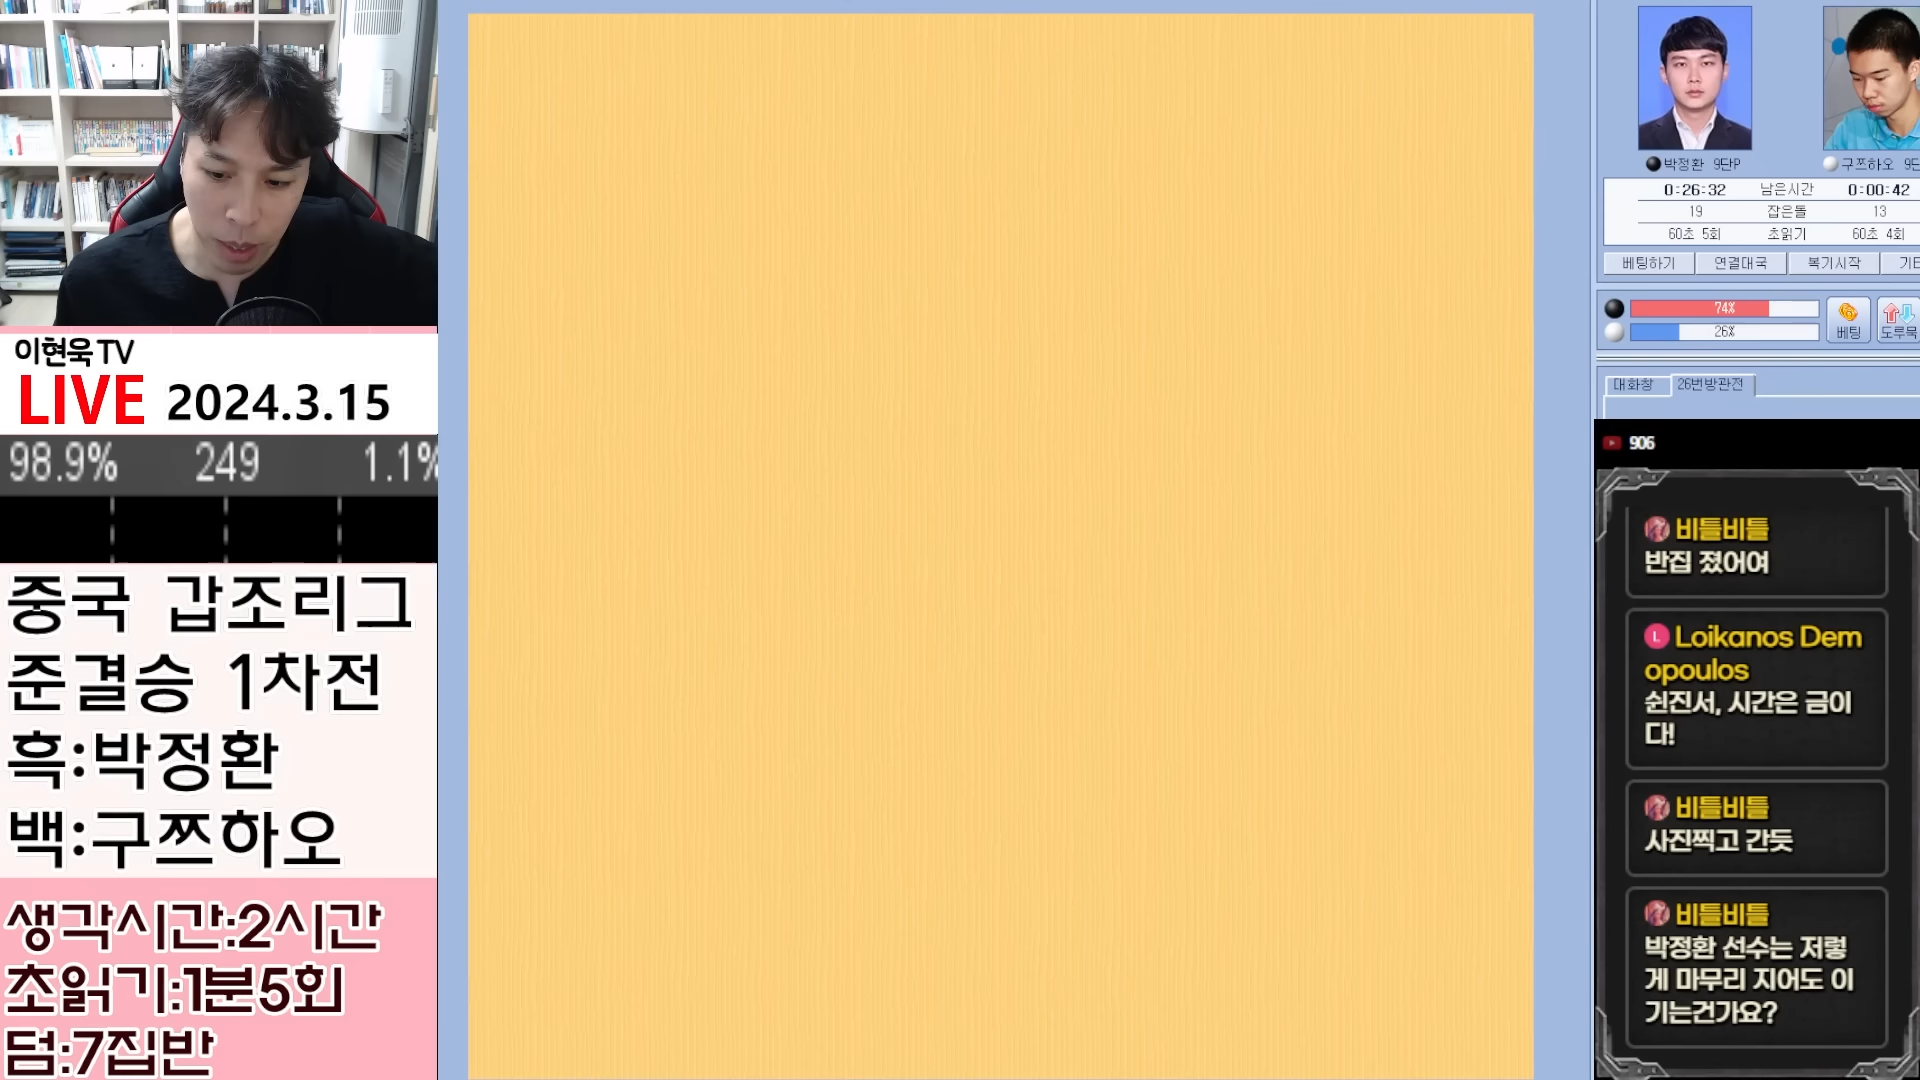 이현욱TV
LIVE 2024.3.15
98.9% 249 1.1%
중국 갑조리그
준결승 1차전
흑:박정환
백:구쯔하오
생각시간:2시간
초읽기:1분5회
덤:7집반
박정환 9단P
구쯔하오 9단
0:26:32 남은시간 0:00:42
19 잡은돌 13
60초 5회 초읽기 60초 4회
베팅하기 연결대국 복기시작
74%
26%
베팅
도루묵
대화창 26번방관전
906
비틀비틀
반집 졌어여
L Loikanos Dem
opoulos
쉰진서, 시간은 금이
다!
비틀비틀
사진찍고 간듯
비틀비틀
박정환 선수는 저렇
게 마무리 지어도 이
기는건가요?